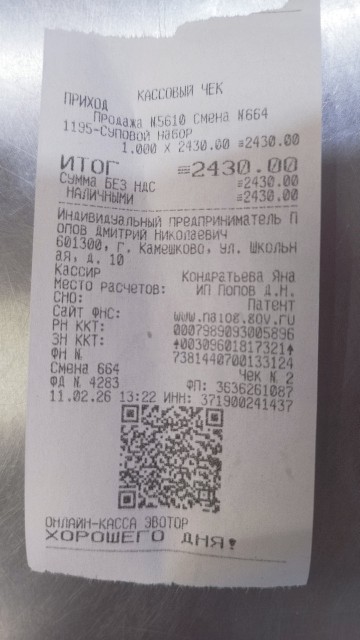 КАССОВЫЙ ЧЕК
ПРИХОД
Продажа N5610 Смена N664
1195-Суповой набор
1.000 X 2430.00 ≡2430.00
ИТОГ ≡2430.00
СУММА БЕЗ НДС ≡2430.00
НАЛИЧНЫМИ ≡2430.00
Индивидуальный предприниматель П
опов Дмитрий Николаевич
601300, г. Камешково, ул. Школьн
ая, д. 10
Кассир Кондратьева Яна
Место расчетов: ИП Попов Д.Н.
СНО: Патент
Сайт ФНС: www.nalog.gov.ru
РН ККТ: 0007989093005896
ЗН ККТ: 00309601817321
ФН N 7381440700133124
Смена 664 Чек N 2
ФД N 4283 ФП: 3636261087
11.02.26 13:22 ИНН: 371900241437
ОНЛАЙН-КАССА ЭВОТОР
ХОРОШЕГО ДНЯ!